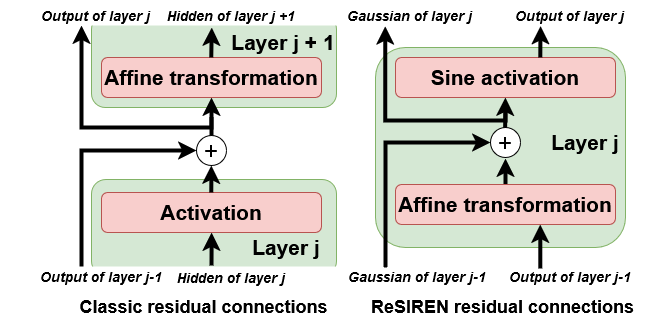 Output of layer j
Hidden of layer j +1
Layer j + 1
Affine transformation
+
Activation
Layer j
Output of layer j-1
Hidden of layer j
Classic residual connections
Gaussian of layer j
Output of layer j
Sine activation
+
Layer j
Affine transformation
Gaussian of layer j-1
Output of layer j-1
ReSIREN residual connections